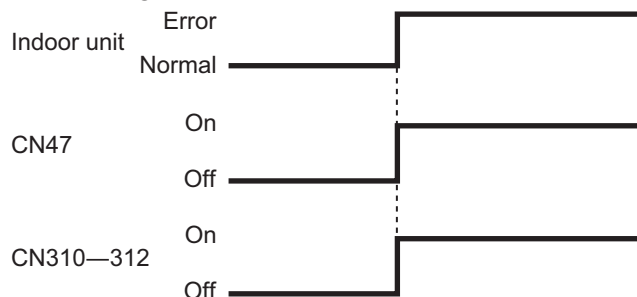 Error
Indoor unit
Normal
On
CN47
Off
On
CN310—312
Off